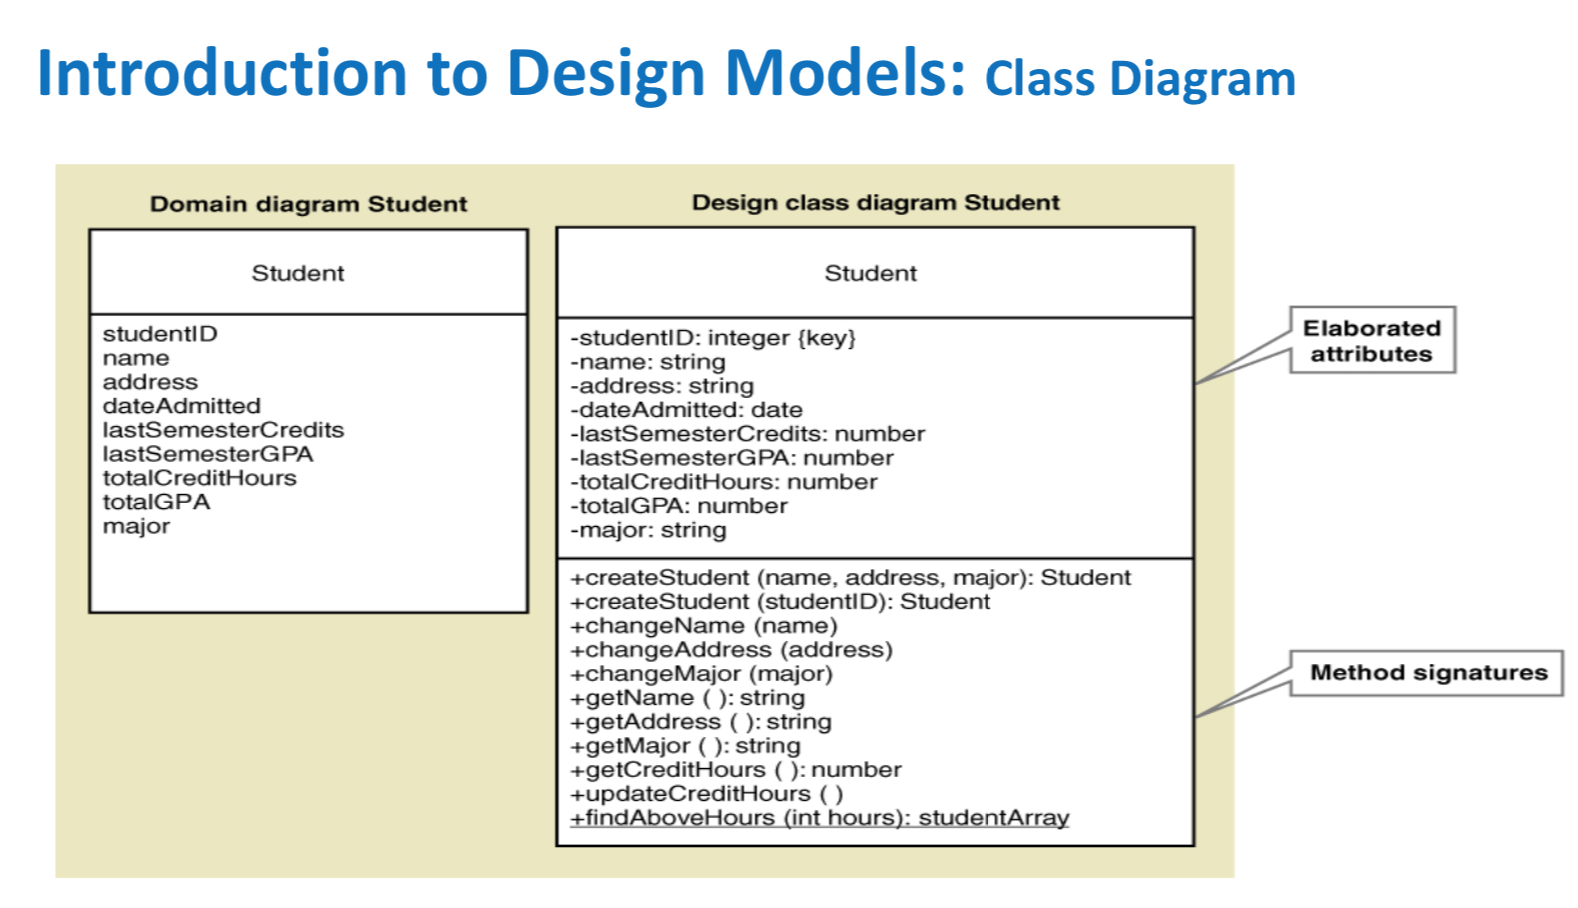 Introduction to Design Models: Class Diagram
Domain diagram Student
Student
studentID
name
address
dateAdmitted
lastSemesterCredits
lastSemesterGPA
totalCreditHours
totalGPA
major
Design class diagram Student
Student
-studentID: integer {key}
-name: string
-address: string
-dateAdmitted: date
-lastSemesterCredits: number
-lastSemesterGPA: number
-totalCreditHours: number
-totalGPA: number
-major: string
+createStudent (name, address, major): Student
+createStudent (studentID): Student
+changeName (name)
+changeAddress (address)
+changeMajor (major)
+getName ( ): string
+getAddress ( ): string
+getMajor ( ): string
+getCreditHours ( ): number
+updateCreditHours ( )
+findAboveHours (int hours): studentArray
Elaborated
attributes
Method signatures